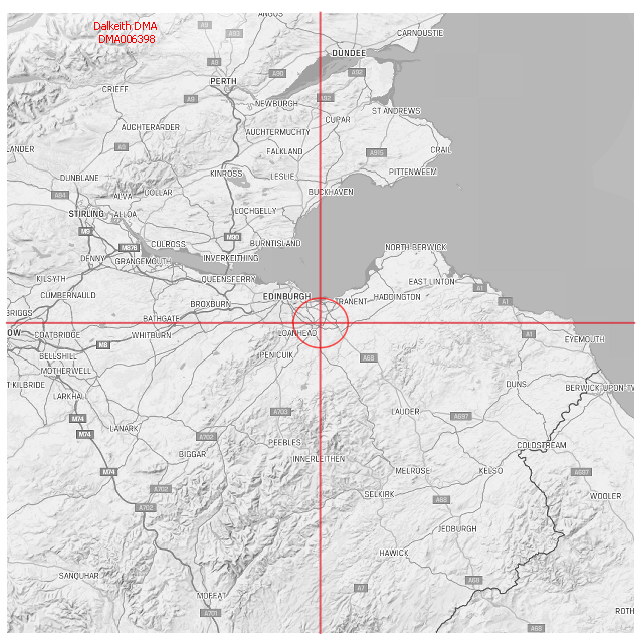 ANGUS
Dalkeith DMA
DMA006398
A9
A93
CARNOUSTIE
DUNDEE
A9
A90
A92
PERTH
CRIEFF
A9
NEWBURGH
A92
ST ANDREWS
CUPAR
AUCHTERARDER
AUCHTERMUCHTY
A9
FALKLAND
A915
CRAIL
LANDER
KINROSS
LESLIE
PITTENWEEM
DUNBLANE
A84
ALVA
DOLLAR
BUCKHAVEN
STIRLING
ALLOA
LOCHGELLY
M9
M90
CULROSS
BURNTISLAND
NORTH BERWICK
M876
DENNY
GRANGEMOUTH
INVERKEITHING
KILSYTH
QUEENSFERRY
EAST LINTON
A1
CUMBERNAULD
BROXBURN
EDINBURGH
TRANENT
HADDINGTON
A1
BRIGGS
BATHGATE
OW
COATBRIDGE
WHITBURN
LOANHEAD
A1
EYEMOUTH
M8
BELLSHILL
PENICUIK
A68
MOTHERWELL
T KILBRIDE
DUNS
BERWICK-UPON-TW
LARKHALL
LAUDER
A697
A703
M74
LANARK
M74
A702
PEEBLES
COLDSTREAM
BIGGAR
INNERLEITHEN
M74
MELROSE
KELSO
A697
A702
SELKIRK
A68
WOOLER
A702
JEDBURGH
HAWICK
SANQUHAR
A7
A68
MOFFAT
A701
ROTH
A68